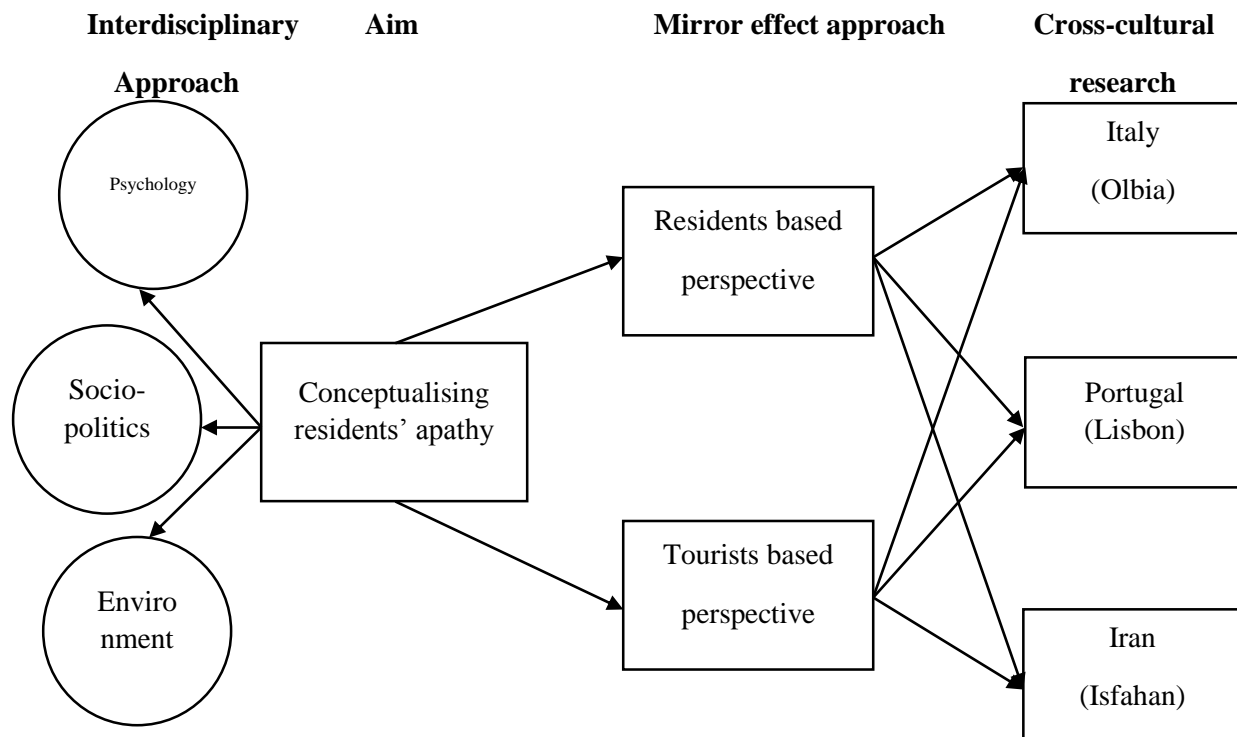 Interdisciplinary
Approach
Aim
Mirror effect approach
Cross-cultural
research
Psychology
Socio-
politics
Enviro
nment
Conceptualising
residents’ apathy
Residents based
perspective
Tourists based
perspective
Italy
(Olbia)
Portugal
(Lisbon)
Iran
(Isfahan)